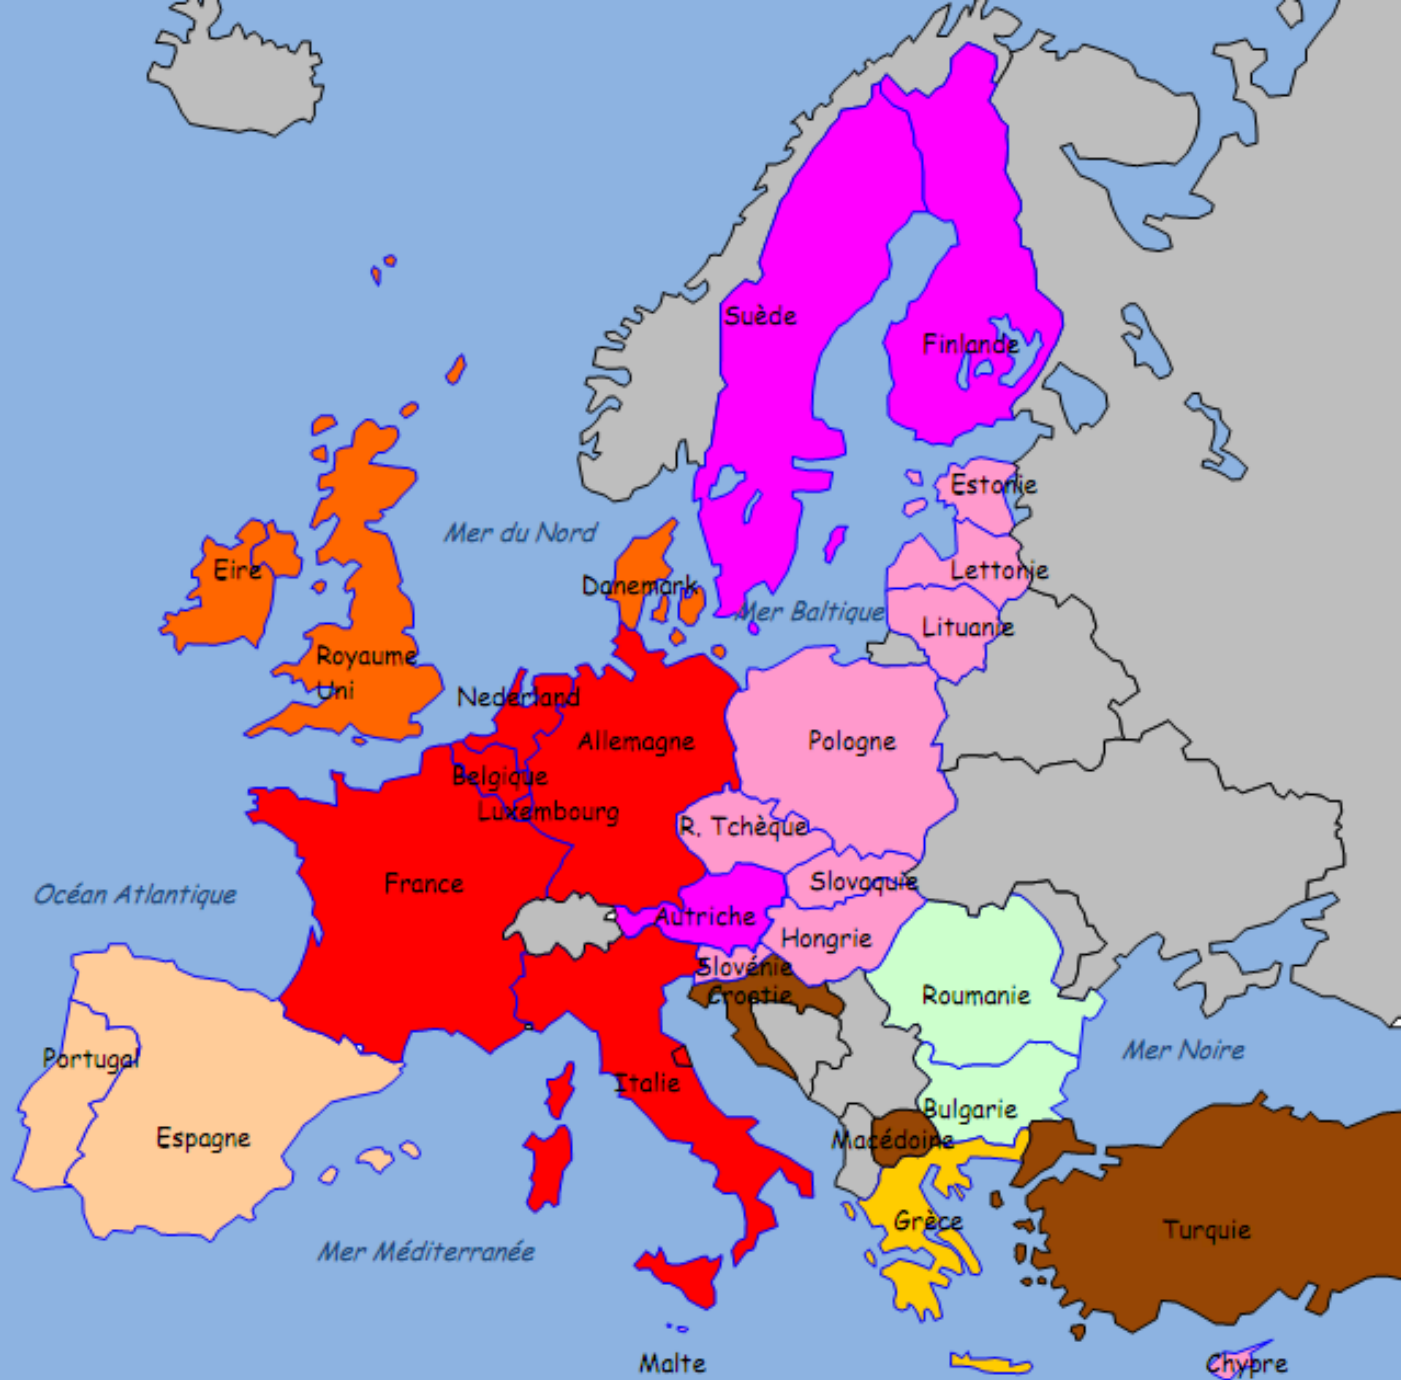 Suède
Finlande
Estonie
Mer du Nord
Lettonie
Eire
Danemark
Mer Baltique
Lituanie
Royaume
Uni
Nederland
Allemagne
Pologne
Belgique
Luxembourg
R. Tchèque
France
Slovaquie
Océan Atlantique
Autriche
Hongrie
Slovénie
Croatie
Roumanie
Mer Noire
Portugal
Italie
Bulgarie
Espagne
Macédoine
Grèce
Turquie
Mer Méditerranée
Malte
Chypre